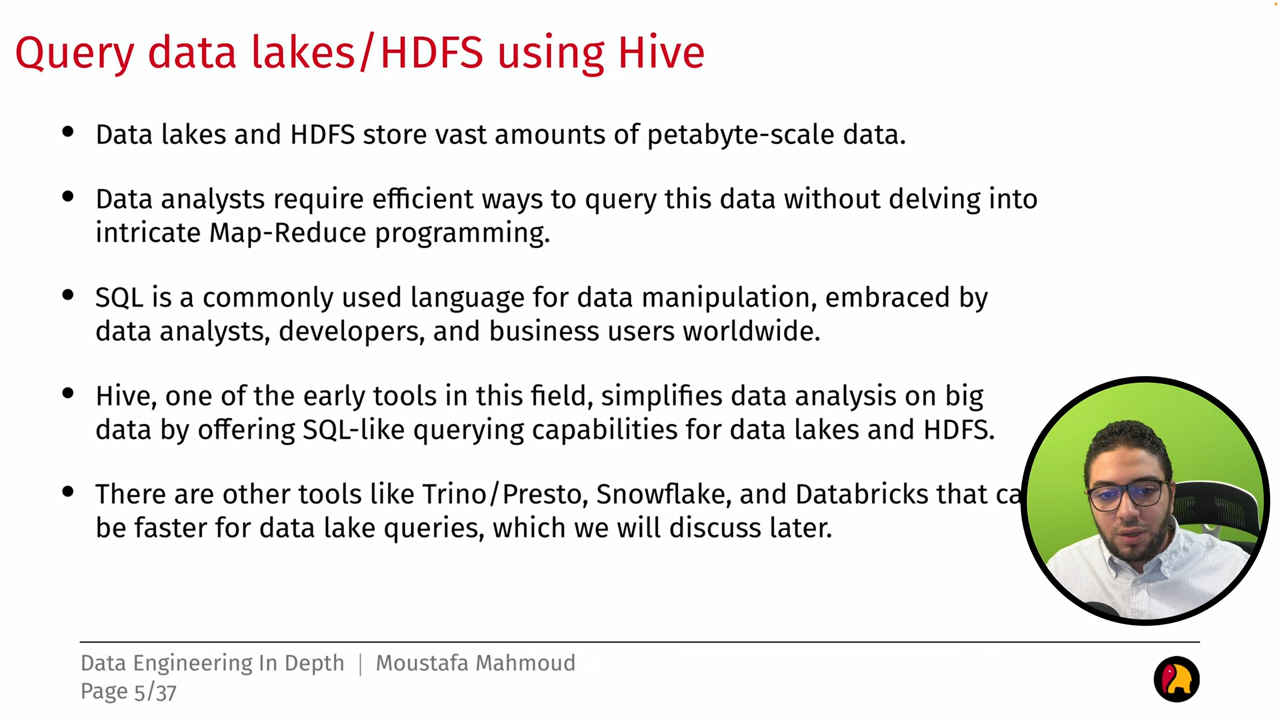 Query data lakes/HDFS using Hive
• Data lakes and HDFS store vast amounts of petabyte-scale data.
• Data analysts require efficient ways to query this data without delving into
intricate Map-Reduce programming.
• SQL is a commonly used language for data manipulation, embraced by
data analysts, developers, and business users worldwide.
• Hive, one of the early tools in this field, simplifies data analysis on big
data by offering SQL-like querying capabilities for data lakes and HDFS.
• There are other tools like Trino/Presto, Snowflake, and Databricks that ca
be faster for data lake queries, which we will discuss later.
Data Engineering In Depth | Moustafa Mahmoud
Page 5/37